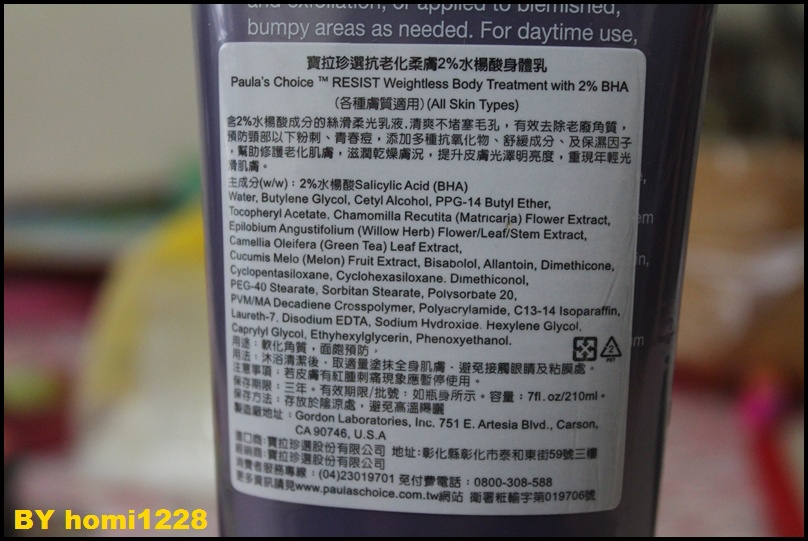 and exfoliation, or applied to blemished,
bumpy areas as needed. For daytime use,
寶拉珍選抗老化柔膚2%水楊酸身體乳
Paula's Choice ™ RESIST Weightless Body Treatment with 2% BHA
(各種膚質適用)(All Skin Types)
含2%水楊酸成分的絲滑柔光乳液.清爽不堵塞毛孔，有效去除老廢角質，
預防頸部以下粉刺、青春痘，添加多種抗氧化物、舒緩成分、及保濕因子
，幫助修護老化肌膚，滋潤乾燥膚況，提升皮膚光澤明亮度，重現年輕光
滑肌膚。
主成分(w/w)：2%水楊酸Salicylic Acid (BHA)
Water, Butylene Glycol, Cetyl Alcohol, PPG-14 Butyl Ether,
Tocopheryl Acetate, Chamomilla Recutita (Matricaria) Flower Extract,
Epilobium Angustifolium (Willow Herb) Flower/Leaf/Stem Extract,
Camellia Oleifera (Green Tea) Leaf Extract,
Cucumis Melo (Melon) Fruit Extract, Bisabolol, Allantoin, Dimethicone,
Cyclopentasiloxane, Cyclohexasiloxane, Dimethiconol,
PEG-40 Stearate, Sorbitan Stearate, Polysorbate 20,
PVM/MA Decadiene Crosspolymer, Polyacrylamide, C13-14 Isoparaffin,
Laureth-7, Disodium EDTA, Sodium Hydroxide, Hexylene Glycol,
Caprylyl Glycol, Ethyhexylglycerin, Phenoxyethanol.
用途：軟化角質，面皰預防，
用法：沐浴清潔後，取適量塗抹全身肌膚，避免接觸眼睛及粘膜處。
注意事項：若皮膚有紅腫刺痛現象應暫停使用。
保存期限：三年。有效期限/批號：如瓶身所示。容量：7fl. oz/210ml。
保存方法：存放於陰涼處，避免高溫曝曬
製造廠地址：Gordon Laboratories, Inc. 751 E. Artesia Blvd., Carson,
CA 90746, U.S.A
進口商：寶拉珍選股份有限公司 地址:彰化縣彰化市泰和東街59號三樓
經銷商：寶拉珍選股份有限公司
消費者服務專線：(04)23019701 免付費電話：0800-308-588
更多資訊請見www.paulaschoice.com.tw網站 衛署粧輸字第019706號
BY homi1228